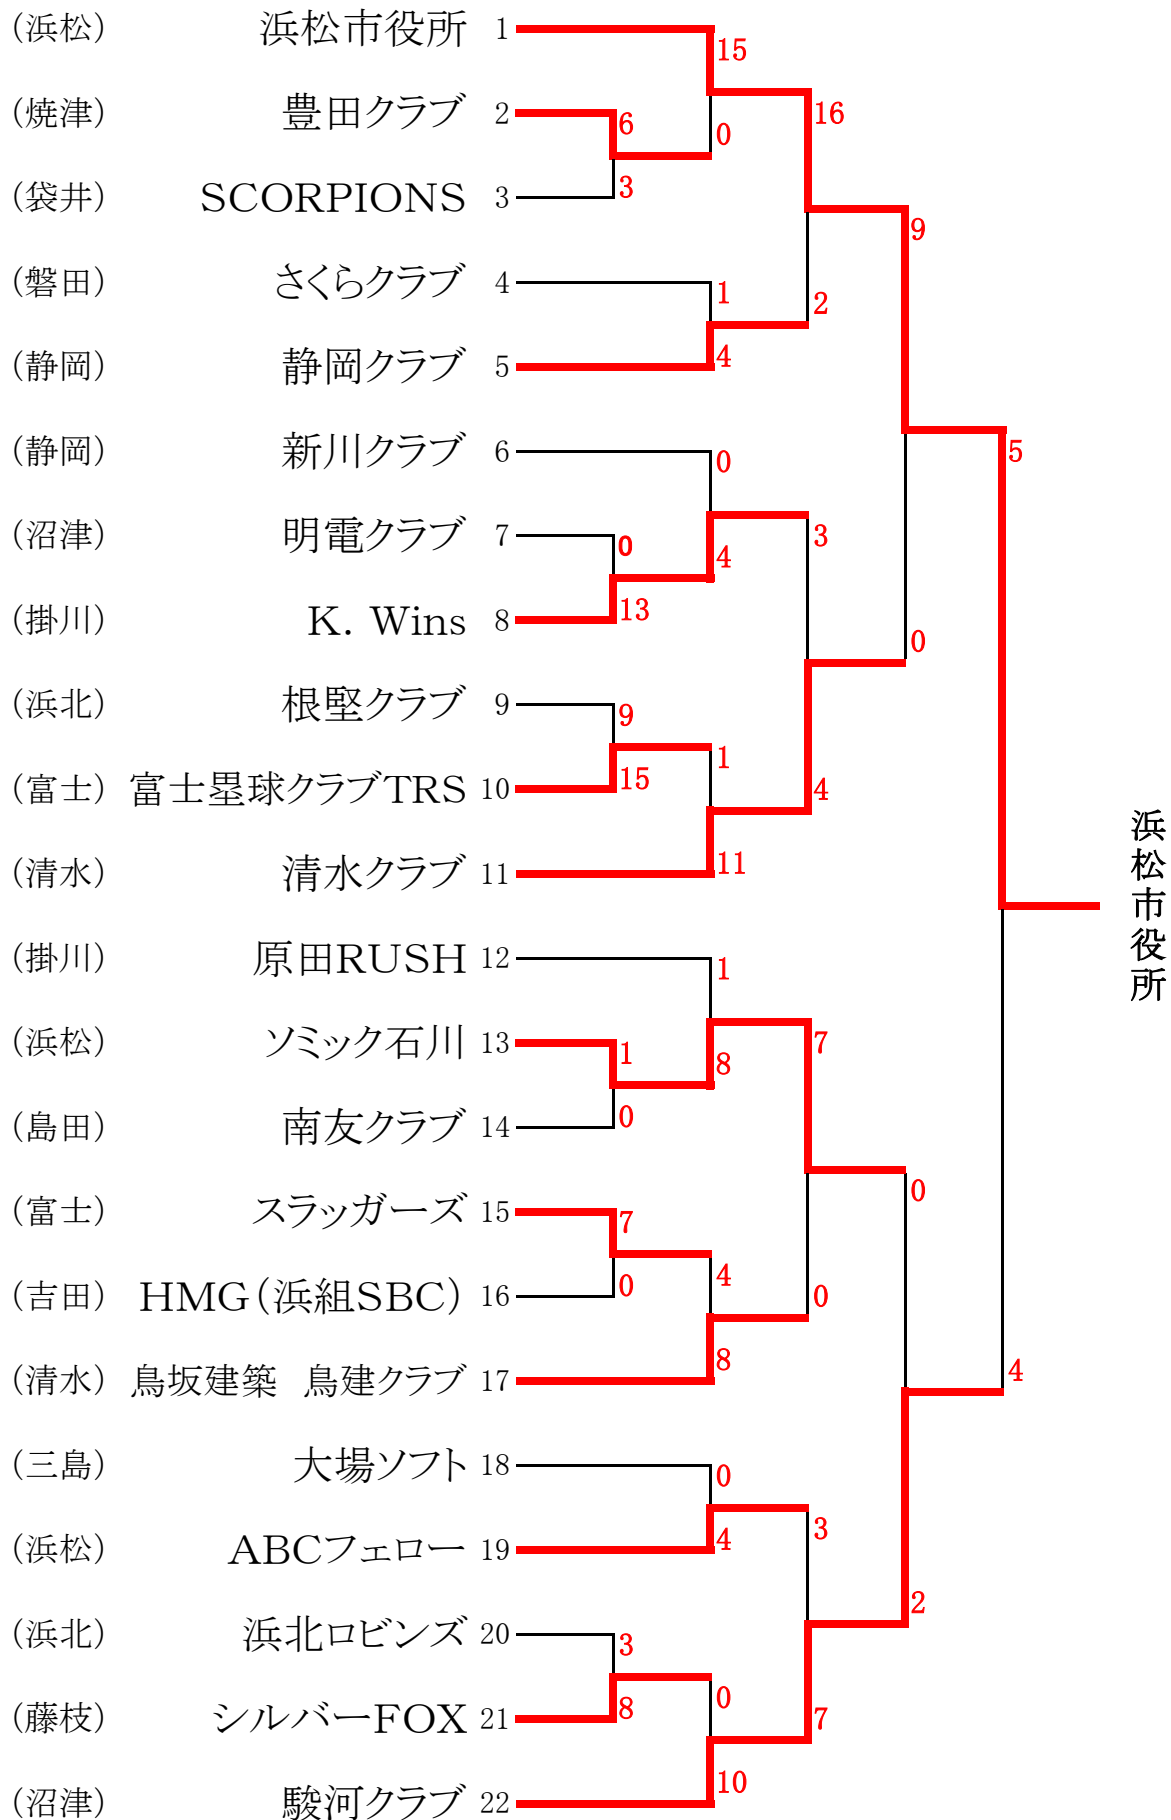 (浜松) 浜松市役所 1
15
(焼津) 豊田クラブ 2
6
16
0
(袋井) SCORPIONS 3
3
9
(磐田) さくらクラブ 4
1
2
(静岡) 静岡クラブ 5
4
(静岡) 新川クラブ 6
0
5
(沼津) 明電クラブ 7
0
3
4
(掛川) K. Wins 8
13
0
(浜北) 根堅クラブ 9
9
1
(富士) 富士塁球クラブTRS 10
15
4
(清水) 清水クラブ 11
11
浜松市役所
(掛川) 原田RUSH 12
1
(浜松) ソミック石川 13
1
7
8
(島田) 南友クラブ 14
0
0
(富士) スラッガーズ 15
7
4
(吉田) HMG(浜組SBC) 16
0
0
(清水) 鳥坂建築 鳥建クラブ 17
8
4
(三島) 大場ソフト 18
0
3
(浜松) ABCフェロー 19
4
2
(浜北) 浜北ロビンズ 20
3
0
(藤枝) シルバーFOX 21
8
7
(沼津) 駿河クラブ 22
10